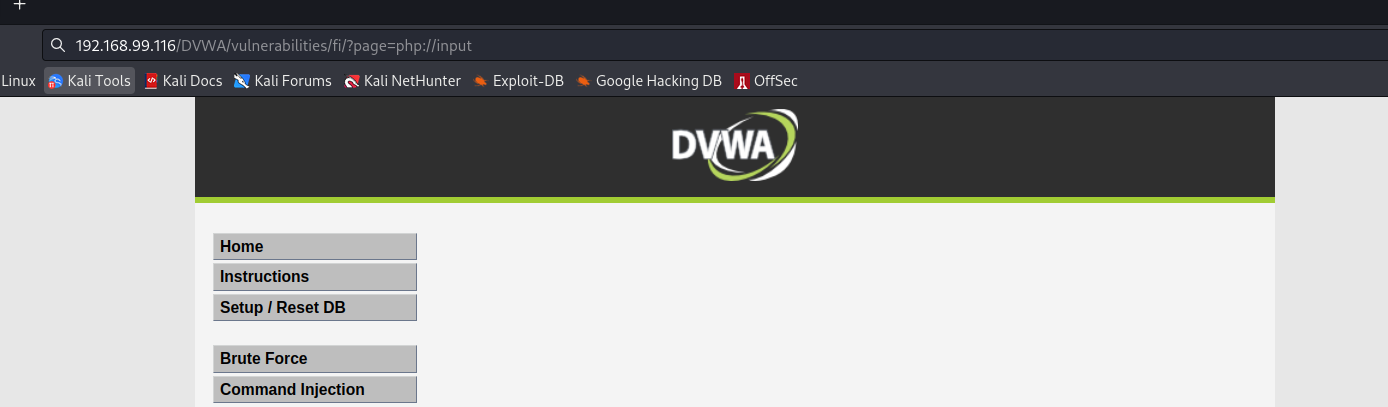 192.168.99.116/DVWA/vulnerabilities/fi/?page=php://input
Linux Kali Tools Kali Docs Kali Forums Kali NetHunter Exploit-DB Google Hacking DB OffSec
DVWA
Home
Instructions
Setup / Reset DB
Brute Force
Command Injection